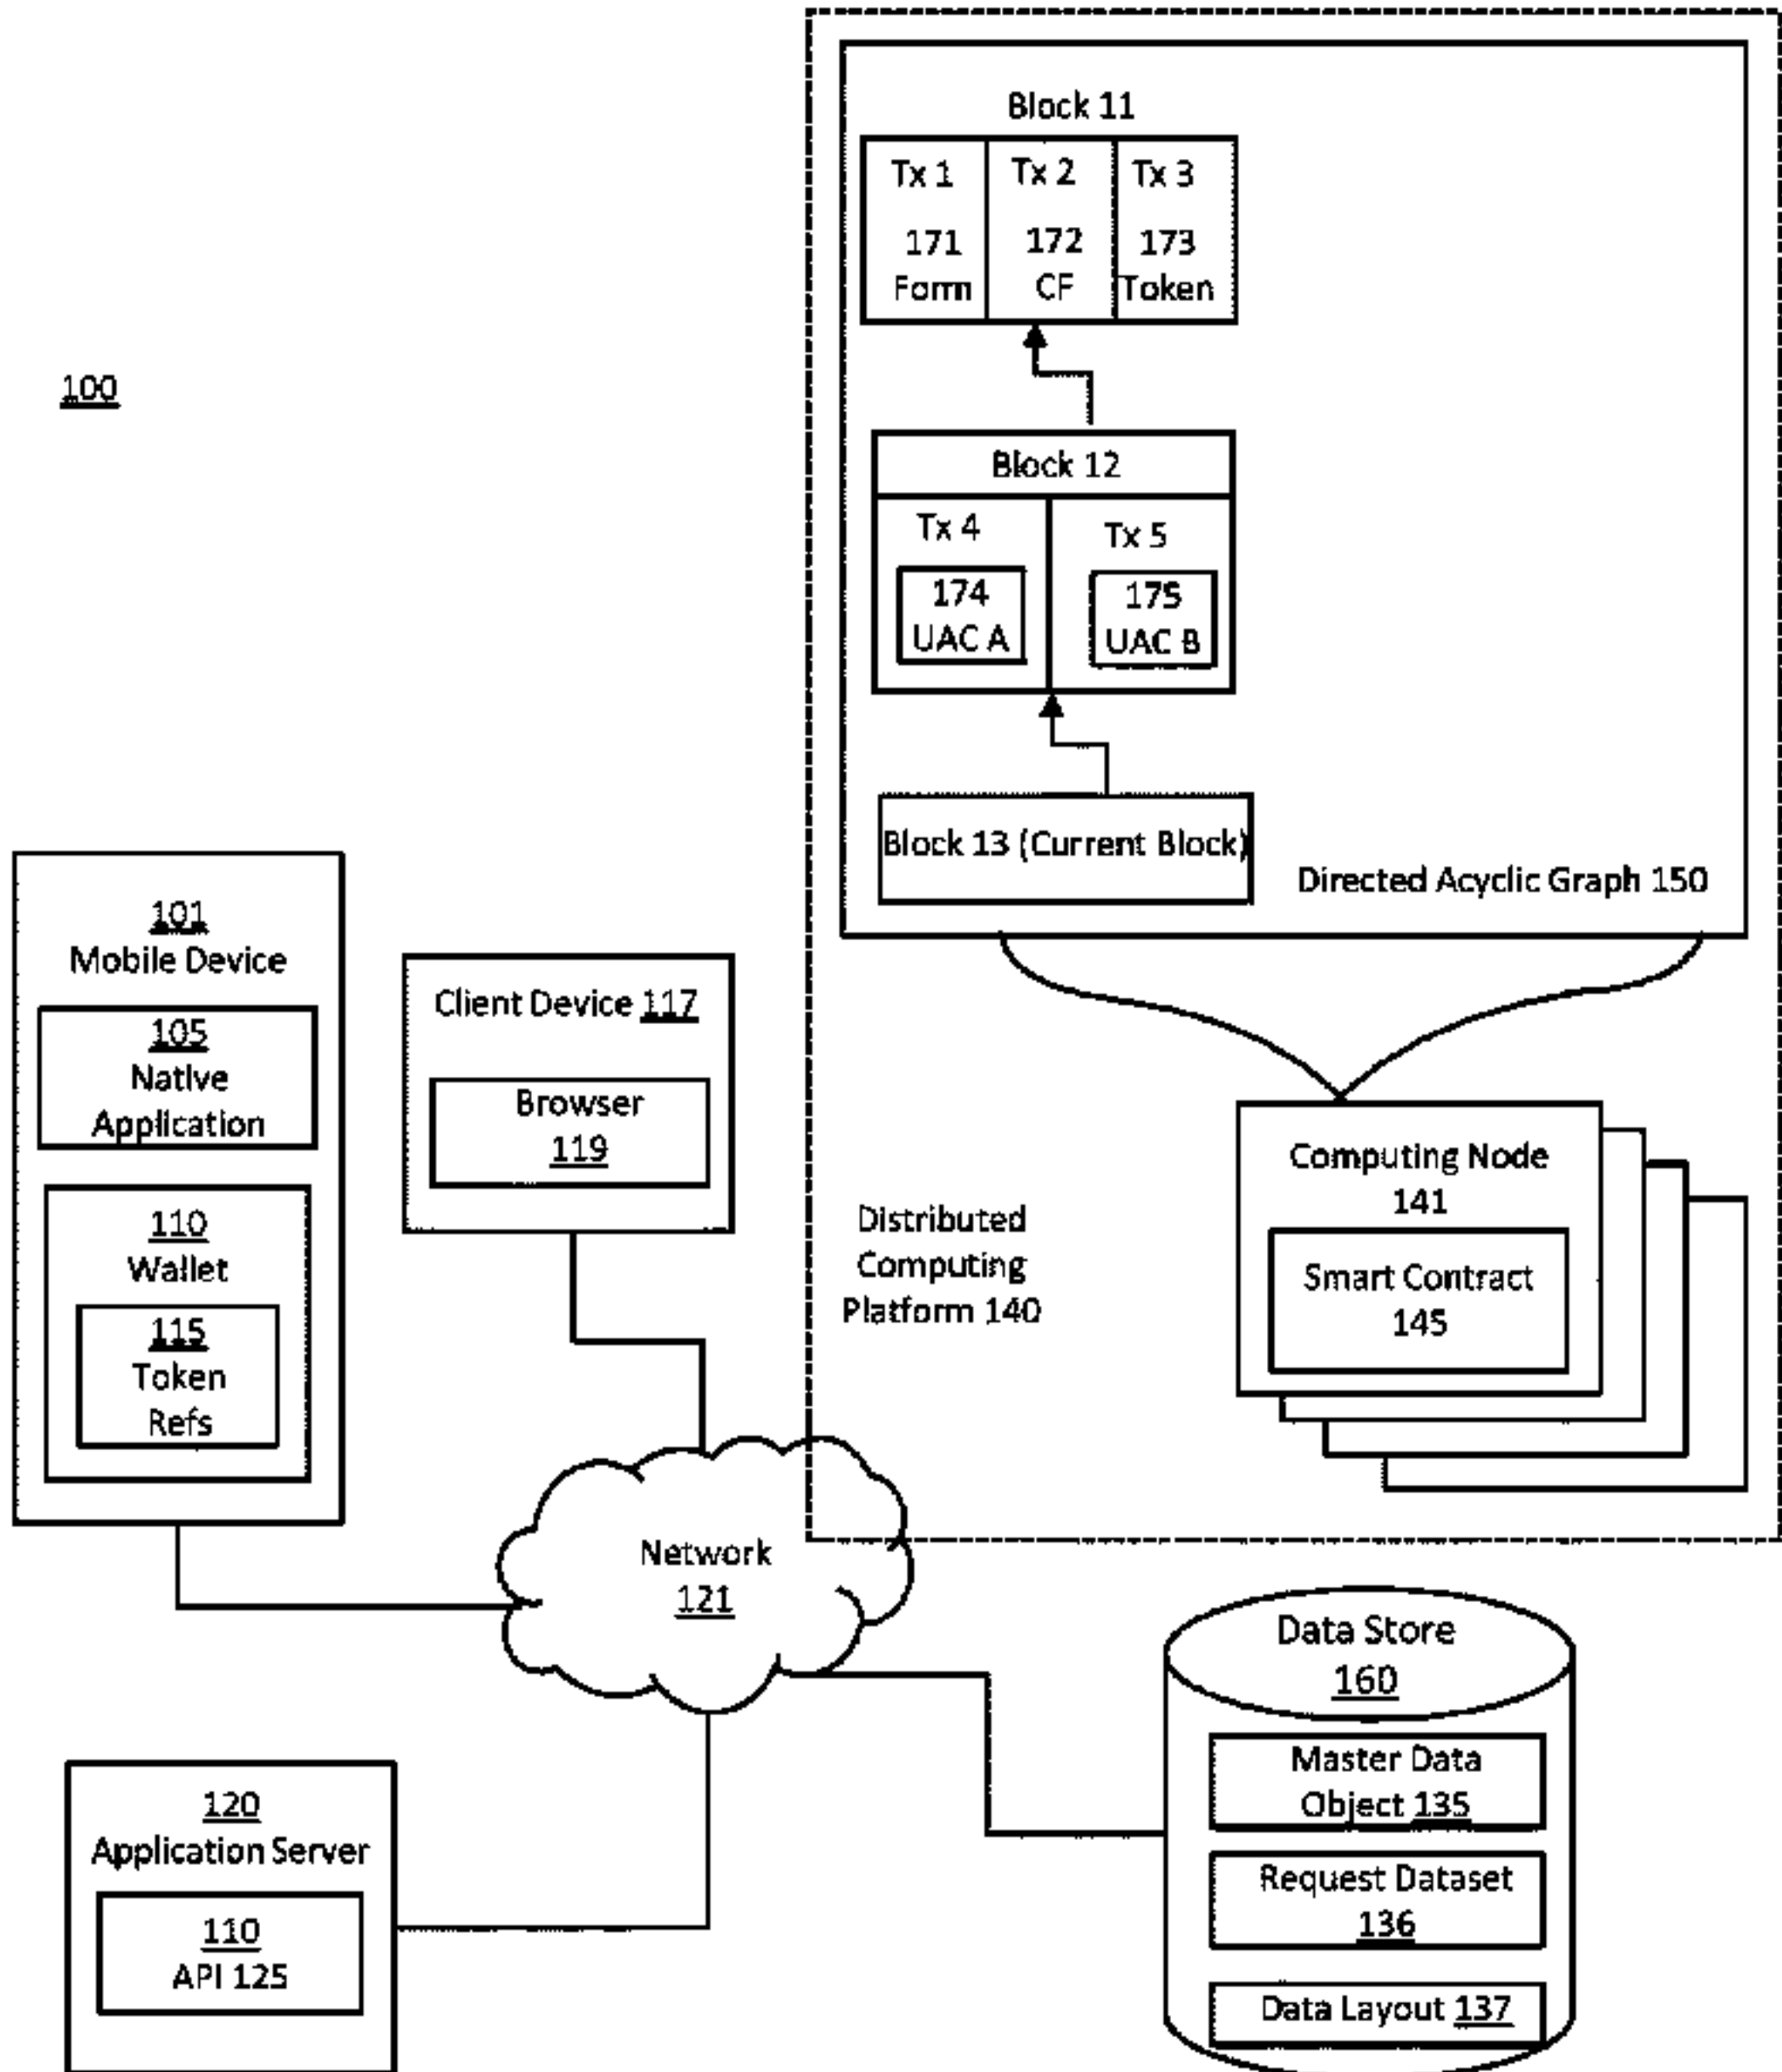 100
Block 11
Tx 1
171
Form
Tx 2
172
CF
Tx 3
173
Token
Block 12
Tx 4
174
UAC A
Tx 5
175
UAC B
Block 13 (Current Block)
Directed Acyclic Graph 150
101
Mobile Device
105
Native
Application
110
Wallet
115
Token
Refs
Client Device 117
Browser
119
Distributed
Computing
Platform 140
Computing Node
141
Smart Contract
145
Network
121
120
Application Server
110
API 125
Data Store
160
Master Data
Object 135
Request Dataset
136
Data Layout 137